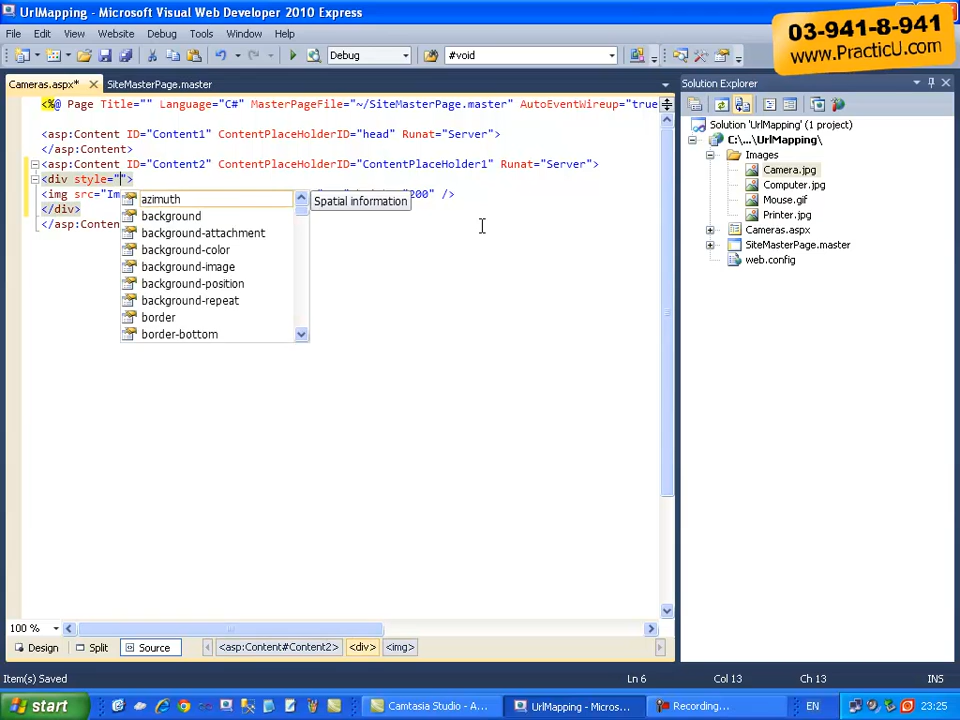 UrlMapping - Microsoft Visual Web Developer 2010 Express
03-941-8-941
www.PracticU.com
File Edit View Website Debug Tools Window Help
Debug #void
Cameras.aspx* SiteMasterPage.master
<%@ Page Title="" Language="C#" MasterPageFile="~/SiteMasterPage.master" AutoEventWireup="true
<asp:Content ID="Content1" ContentPlaceHolderID="head" Runat="Server">
</asp:Content>
<asp:Content ID="Content2" ContentPlaceHolderID="ContentPlaceHolder1" Runat="Server">
<div style="">
<img src="Im 200" />
</div>
</asp:Conten
azimuth
background
background-attachment
background-color
background-image
background-position
background-repeat
border
border-bottom
Spatial information
100 %
Design Split Source <asp:Content#Content2> <div> <img>
Solution Explorer
Solution 'UrlMapping' (1 project)
C:\...\UrlMapping\
Images
Camera.jpg
Computer.jpg
Mouse.gif
Printer.jpg
Cameras.aspx
SiteMasterPage.master
web.config
Item(s) Saved Ln 6 Col 13 Ch 13 INS
start Camtasia Studio - A... UrlMapping - Micros... Recording... EN 23:25